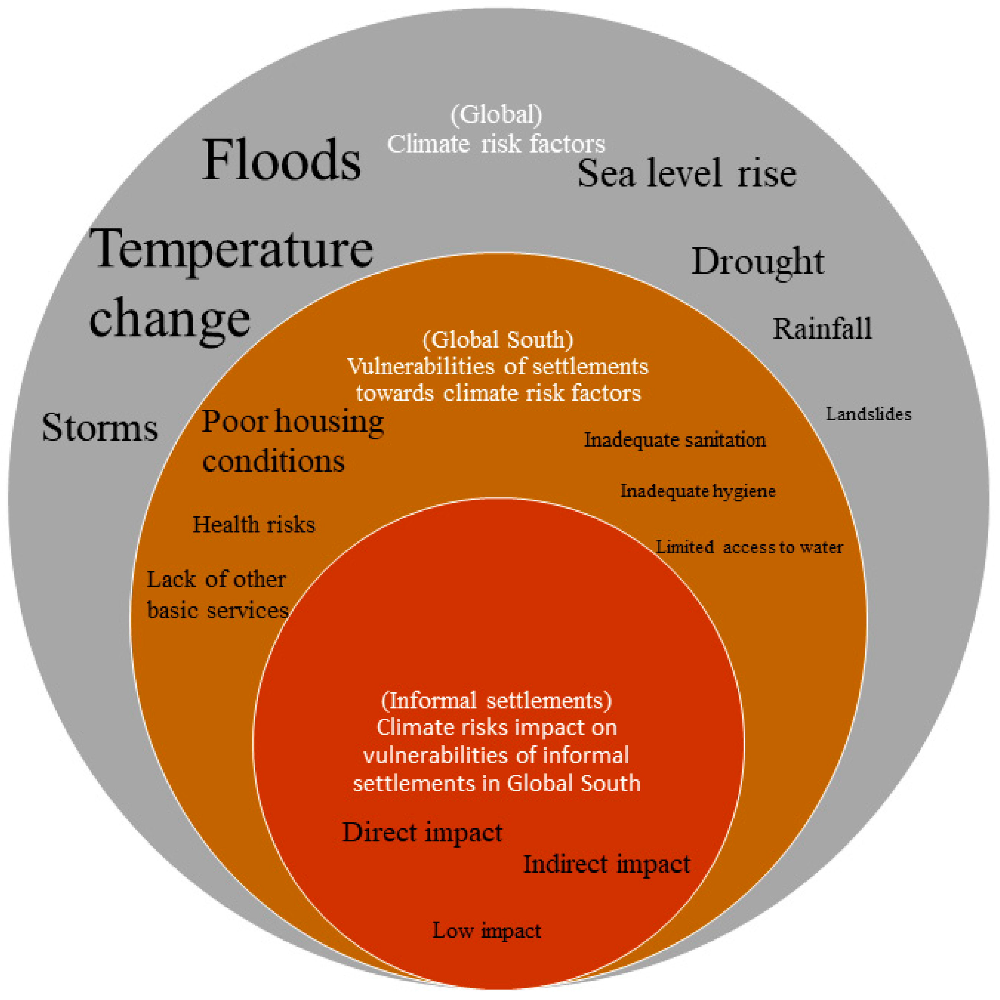 (Global)
Climate risk factors
Floods
Sea level rise
Temperature
change
Drought
Rainfall
Storms
Landslides
(Global South)
Vulnerabilities of settlements
towards climate risk factors
Poor housing
conditions
Inadequate sanitation
Inadequate hygiene
Health risks
Limited access to water
Lack of other
basic services
(Informal settlements)
Climate risks impact on
vulnerabilities of informal
settlements in Global South
Direct impact
Indirect impact
Low impact